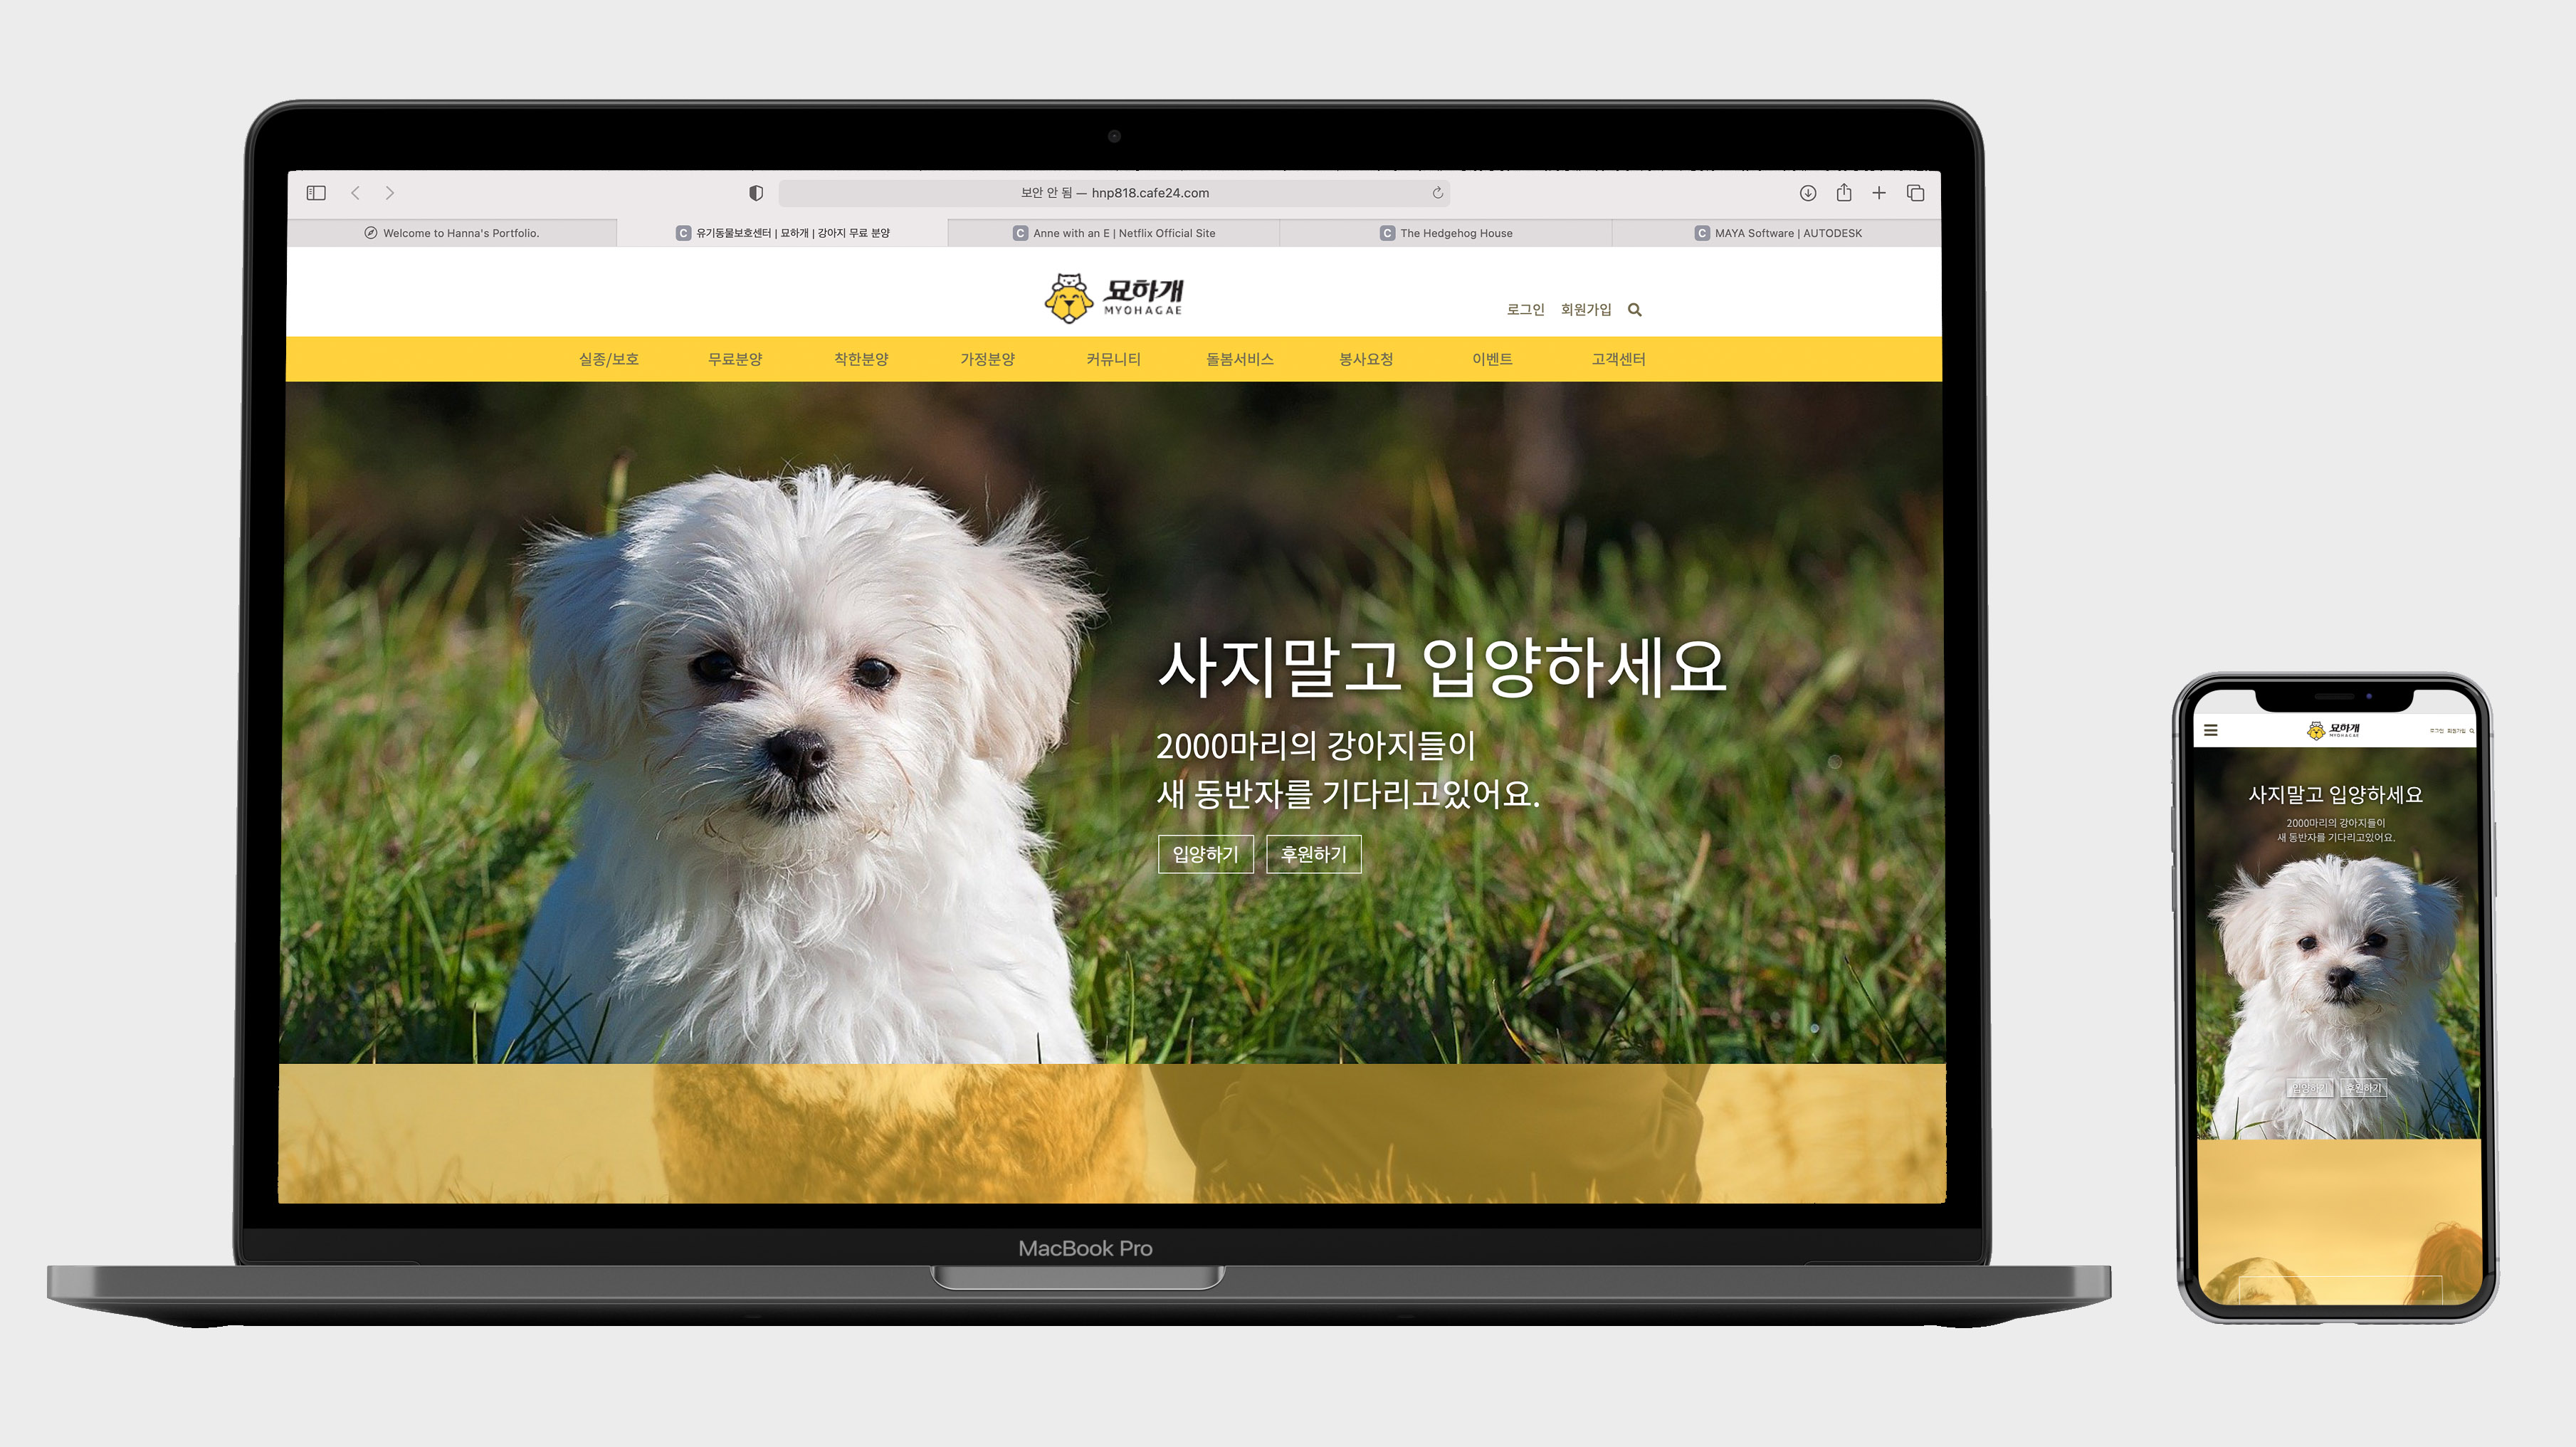 보안 안 됨 — hnp818.cafe24.com
Welcome to Hanna's Portfolio.
C 유기동물보호센터 | 묘하개 | 강아지 무료 분양
C Anne with an E | Netflix Official Site
C The Hedgehog House
C MAYA Software | AUTODESK
묘하개
MYOHAGAE
로그인 회원가입
실종/보호 무료분양 착한분양 가정분양 커뮤니티 돌봄서비스 봉사요청 이벤트 고객센터
사지말고 입양하세요
2000마리의 강아지들이
새 동반자를 기다리고있어요.
입양하기 후원하기
MacBook Pro
묘하개
MYOHAGAE
로그인 회원가입
사지말고 입양하세요
2000마리의 강아지들이
새 동반자를 기다리고있어요.
입양하기 후원하기